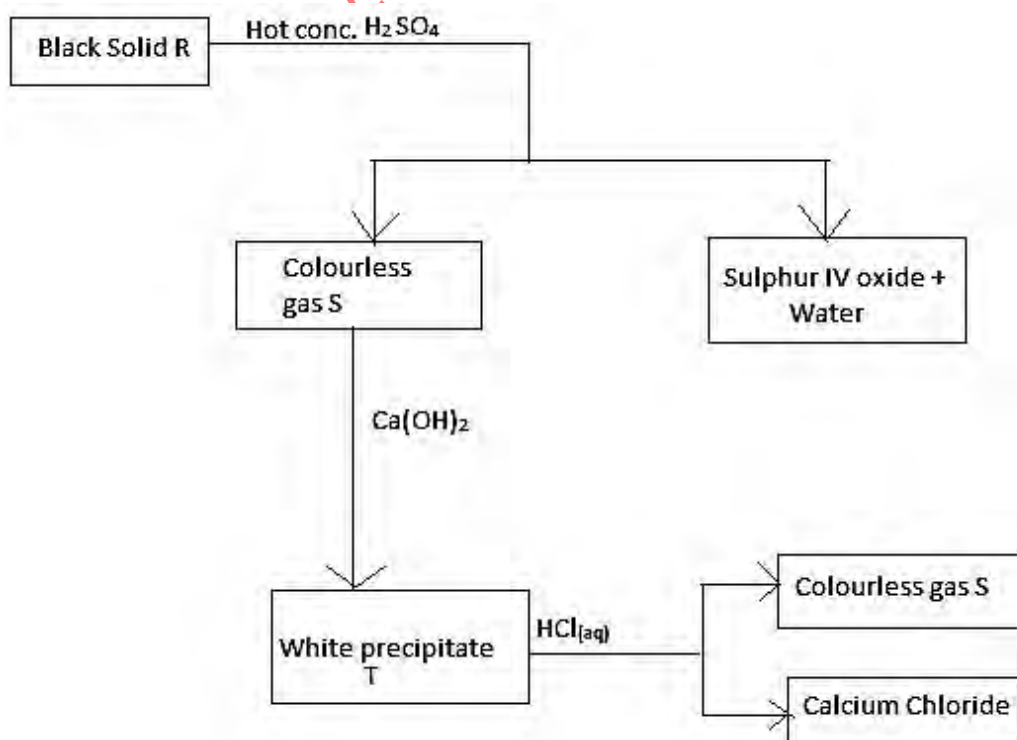 Black Solid R
Hot conc. H₂SO₄
Colourless
gas S
Sulphur IV oxide +
Water
Ca(OH)₂
White precipitate
T
HCl(aq)
Colourless gas S
Calcium Chloride